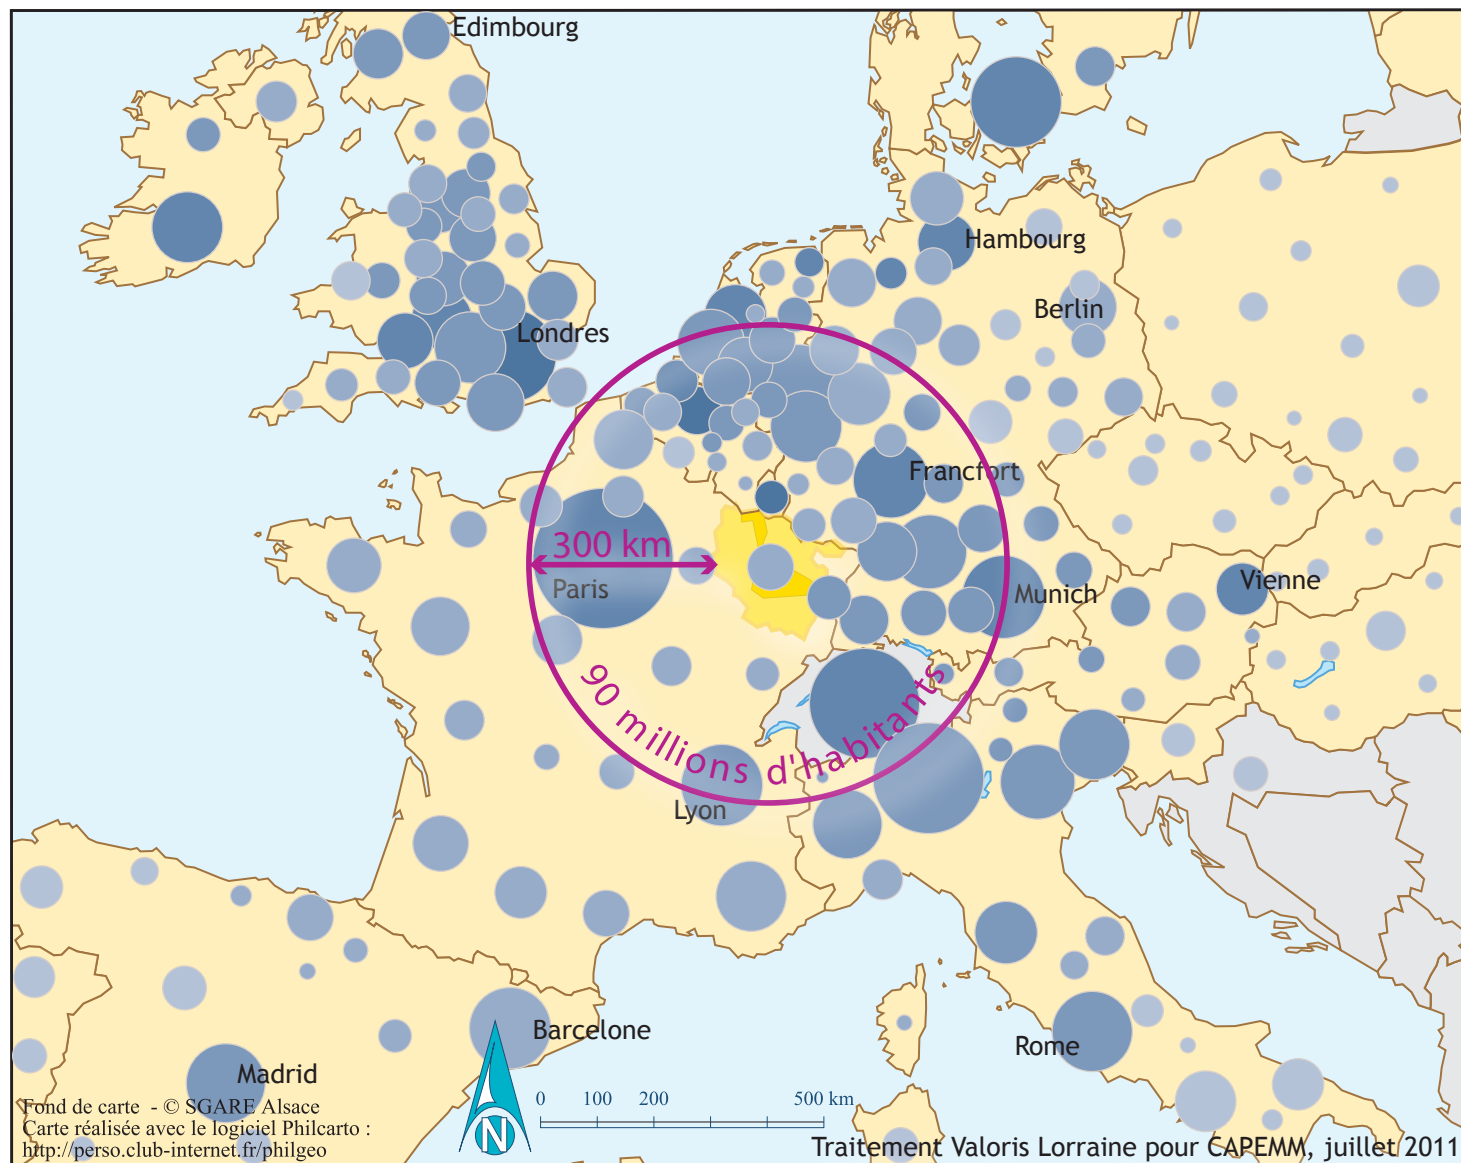 Edimbourg
Hambourg
Berlin
Londres
Francfort
300 km
Paris
Munich
Vienne
90 millions d'habitants
Lyon
Barcelone
Rome
Madrid
0 100 200 500 km
N
Fond de carte - © SGARE Alsace
Carte réalisée avec le logiciel Philcarto :
http://perso.club-internet.fr/philgeo
Traitement Valoris Lorraine pour CAPEMM, juillet 2011